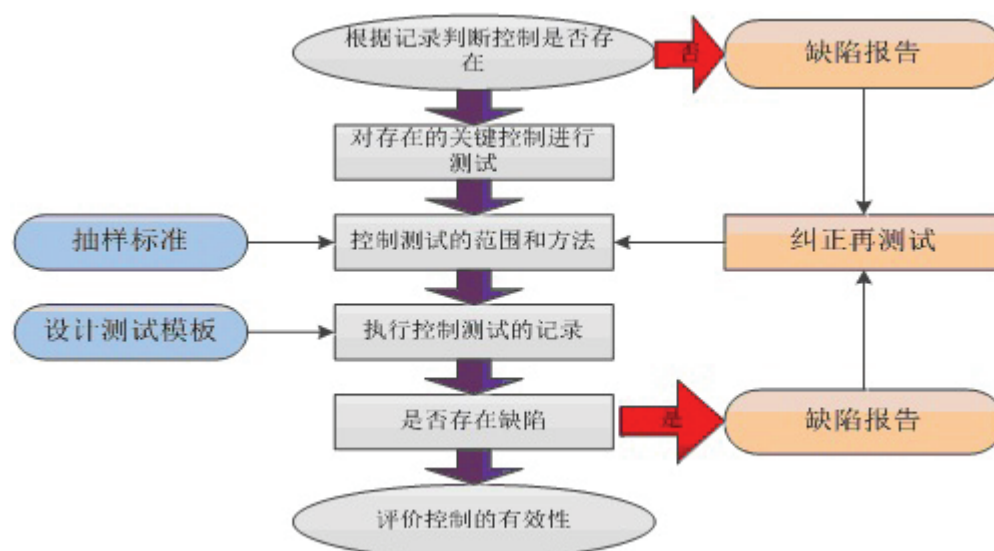 根据记录判断控制是否存
在
否
缺陷报告
对存在的关键控制进行
测试
抽样标准
控制测试的范围和方法
纠正再测试
设计测试模板
执行控制测试的记录
是否存在缺陷
是
缺陷报告
评价控制的有效性